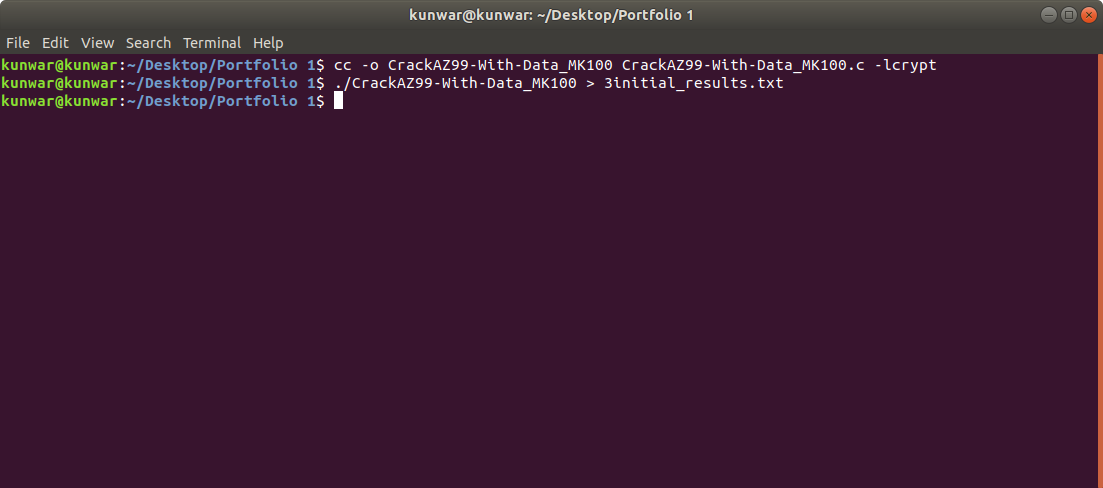 kunwar@kunwar: ~/Desktop/Portfolio 1
File Edit View Search Terminal Help
kunwar@kunwar:~/Desktop/Portfolio 1$ cc -o CrackAZ99-With-Data_MK100 CrackAZ99-With-Data_MK100.c -lcrypt
kunwar@kunwar:~/Desktop/Portfolio 1$ ./CrackAZ99-With-Data_MK100 > 3initial_results.txt
kunwar@kunwar:~/Desktop/Portfolio 1$